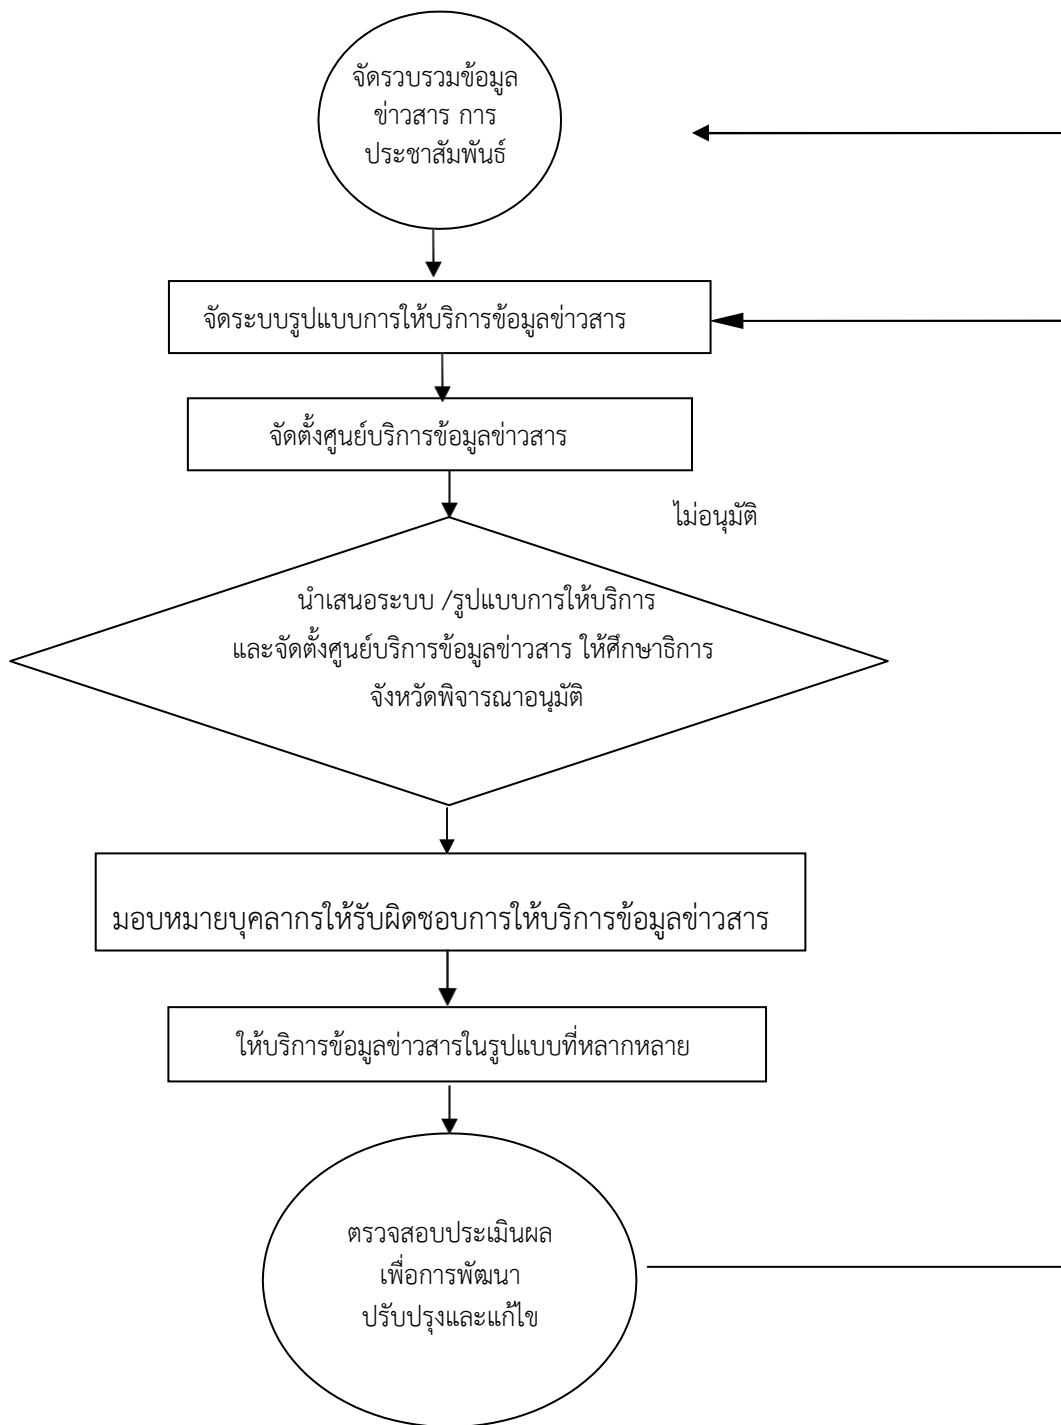 จัดรวบรวมข้อมูล
ข่าวสาร การ
ประชาสัมพันธ์
จัดระบบรูปแบบการให้บริการข้อมูลข่าวสาร
จัดตั้งศูนย์บริการข้อมูลข่าวสาร
ไม่อนุมัติ
นำเสนอระบบ /รูปแบบการให้บริการ
และจัดตั้งศูนย์บริการข้อมูลข่าวสาร ให้ศึกษาธิการ
จังหวัดพิจารณาอนุมัติ
มอบหมายบุคลากรให้รับผิดชอบการให้บริการข้อมูลข่าวสาร
ให้บริการข้อมูลข่าวสารในรูปแบบที่หลากหลาย
ตรวจสอบประเมินผล
เพื่อการพัฒนา
ปรับปรุงและแก้ไข